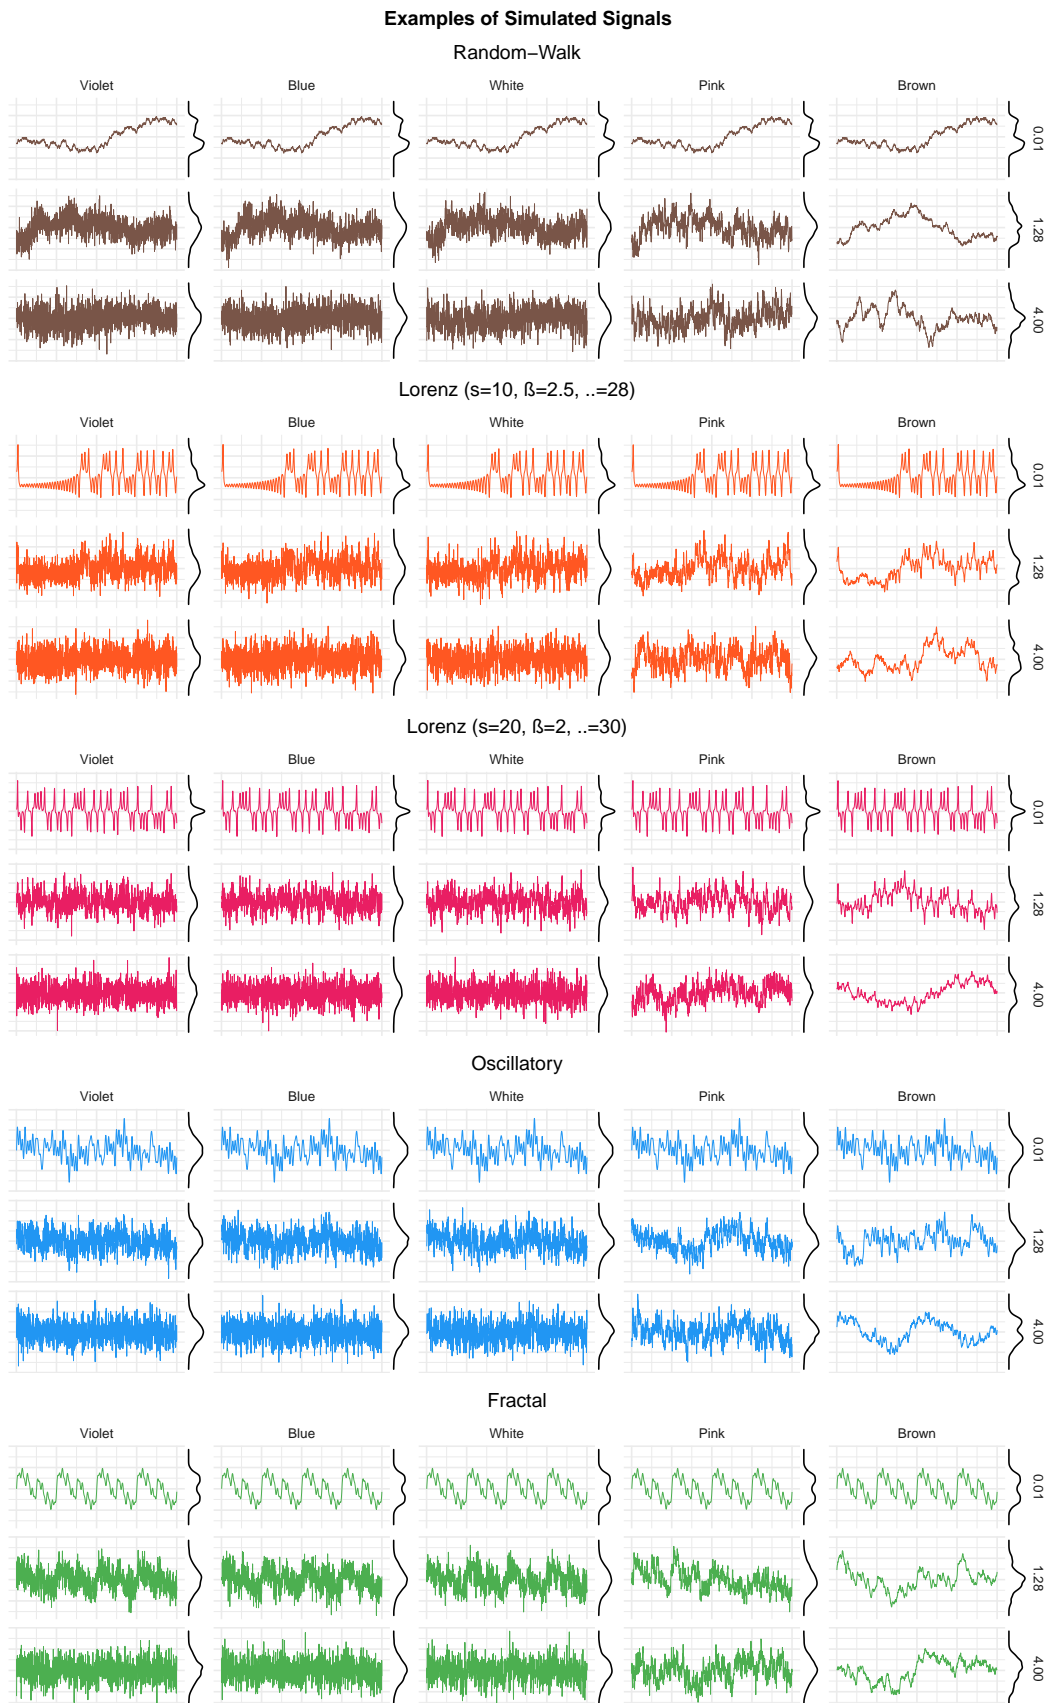 Examples of Simulated Signals
Random−Walk
Violet Blue White Pink Brown
0.01
1.28
4.00
Lorenz (s=10, ß=2.5, ..=28)
Violet Blue White Pink Brown
0.01
1.28
4.00
Lorenz (s=20, ß=2, ..=30)
Violet Blue White Pink Brown
0.01
1.28
4.00
Oscillatory
Violet Blue White Pink Brown
0.01
1.28
4.00
Fractal
Violet Blue White Pink Brown
0.01
1.28
4.00